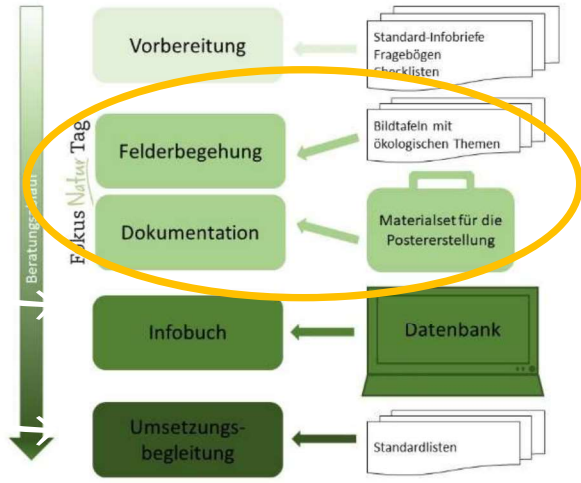 Vorbereitung
Standard-Infobriefe
Fragebögen
Checklisten
Beratungsablauf
Fokus Natur Tag
Felderbegehung
Bildtafeln mit
ökologischen Themen
Dokumentation
Materialset für die
Postererstellung
Infobuch
Datenbank
Umsetzungs-
begleitung
Standardlisten